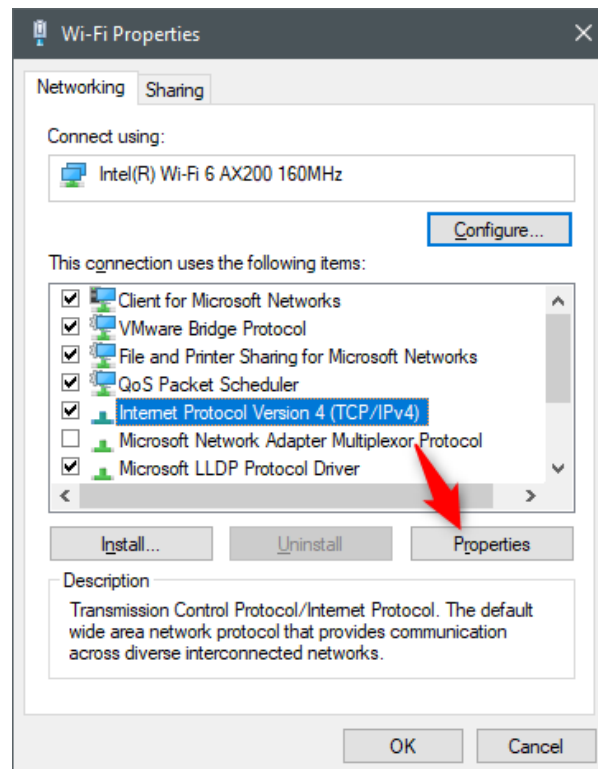 Wi-Fi Properties
Networking
Sharing
Connect using:
Intel(R) Wi-Fi 6 AX200 160MHz
Configure...
This connection uses the following items:
Client for Microsoft Networks
VMware Bridge Protocol
File and Printer Sharing for Microsoft Networks
QoS Packet Scheduler
Internet Protocol Version 4 (TCP/IPv4)
Microsoft Network Adapter Multiplexor Protocol
Microsoft LLDP Protocol Driver
Install...
Uninstall
Properties
Description
Transmission Control Protocol/Internet Protocol. The default
wide area network protocol that provides communication
across diverse interconnected networks.
OK
Cancel